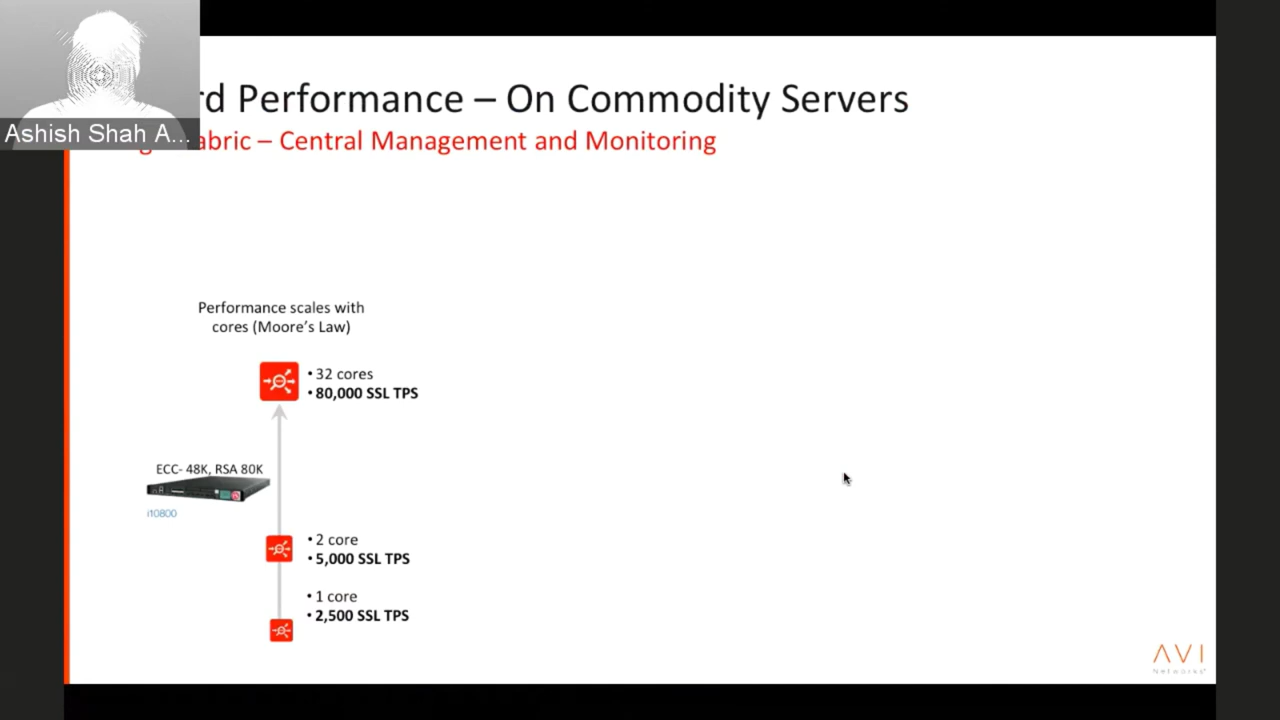 Ashish Shah A...
rd Performance – On Commodity Servers
abric – Central Management and Monitoring
Performance scales with
cores (Moore's Law)
• 32 cores
• 80,000 SSL TPS
ECC- 48K, RSA 80K
i10800
• 2 core
• 5,000 SSL TPS
• 1 core
• 2,500 SSL TPS
AVI
Networks